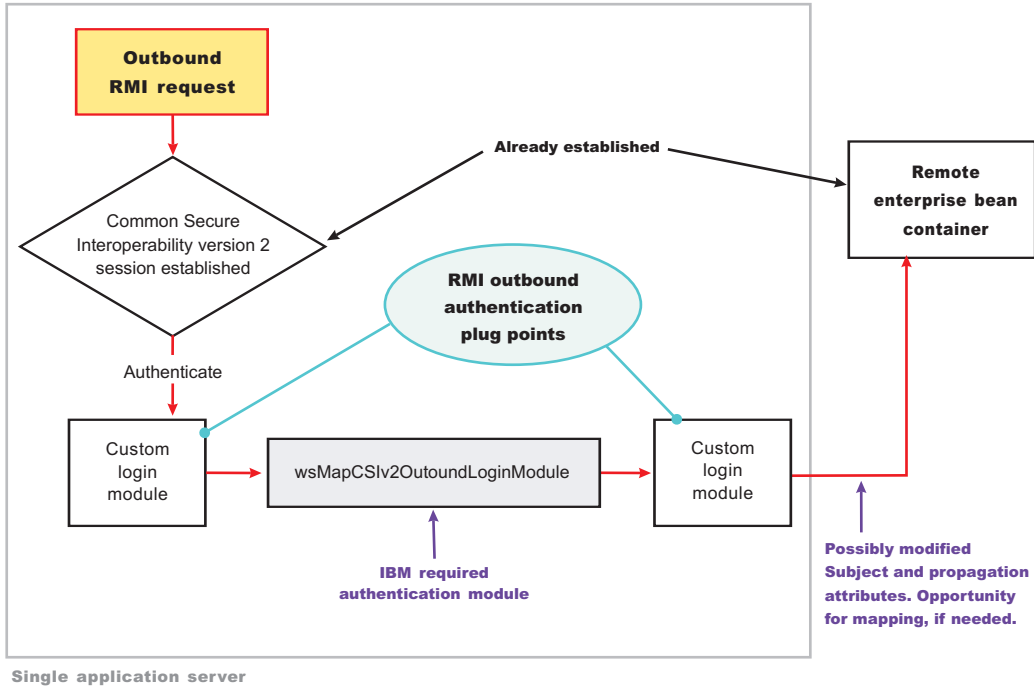 Outbound
RMI request
Already established
Remote
enterprise bean
container
Common Secure
Interoperability version 2
session established
RMI outbound
authentication
plug points
Authenticate
Custom
login
module
wsMapCSIv2OutoundLoginModule
Custom
login
module
IBM required
authentication module
Possibly modified
Subject and propagation
attributes. Opportunity
for mapping, if needed.
Single application server